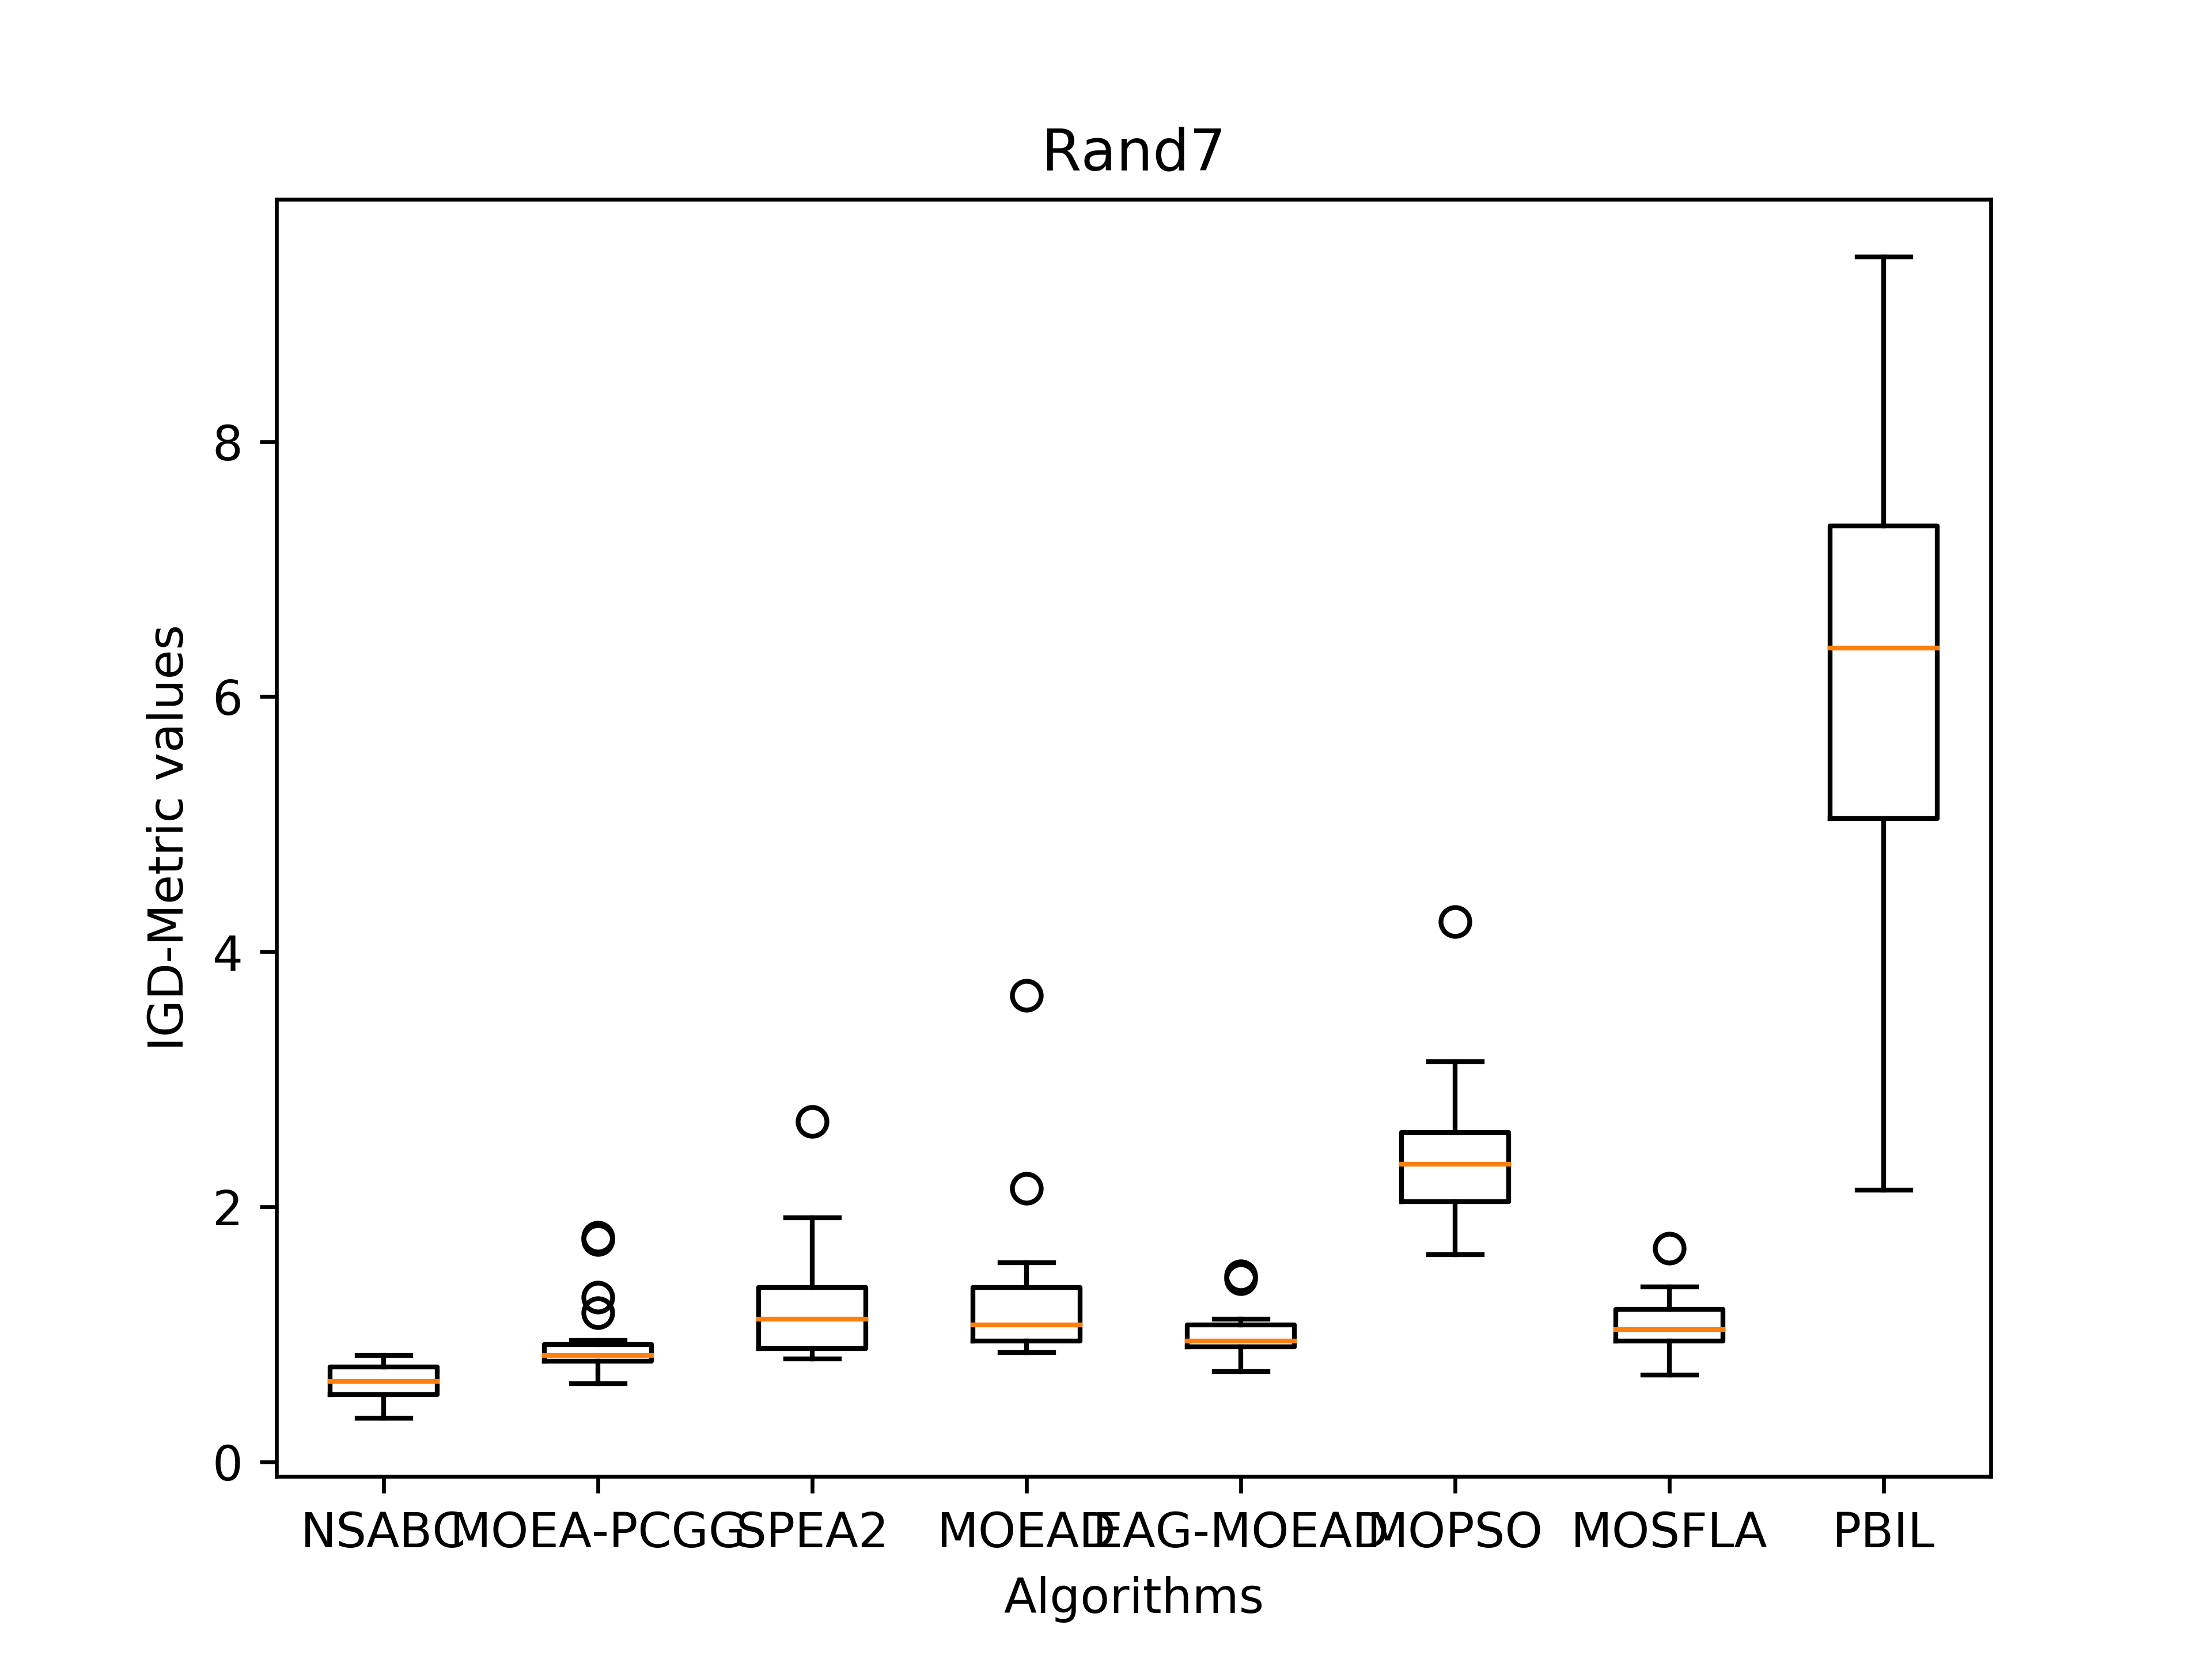 Rand7
IGD-Metric values
8
6
4
2
0
NSABC MOEA-PCGG SPEA2 MOEAD EAG-MOEAD MOPSO MOSFLA PBIL
Algorithms